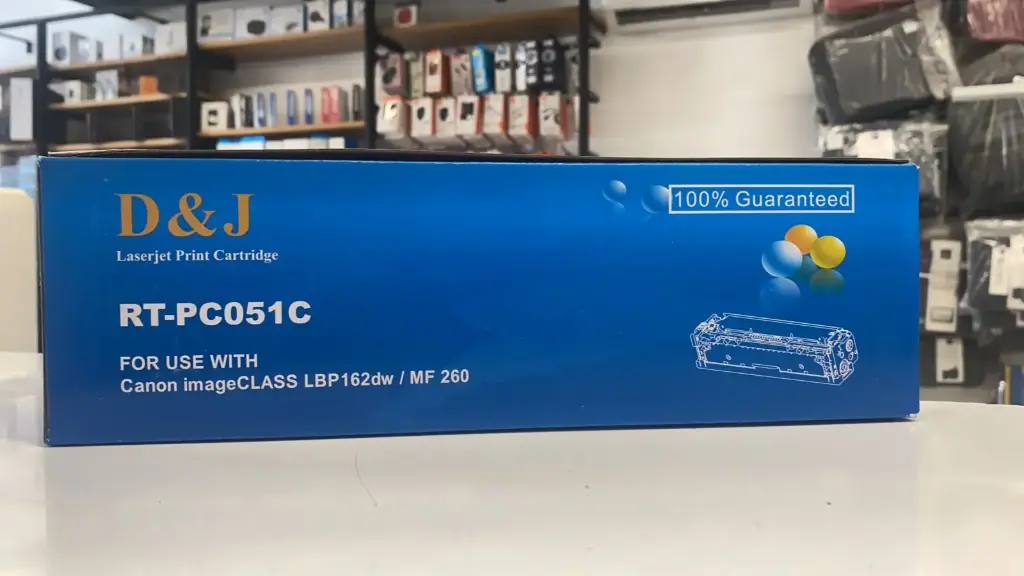 D&J
Laserjet Print Cartridge
100% Guaranteed
RT-PC051C
FOR USE WITH
Canon imageCLASS LBP162dw / MF 260